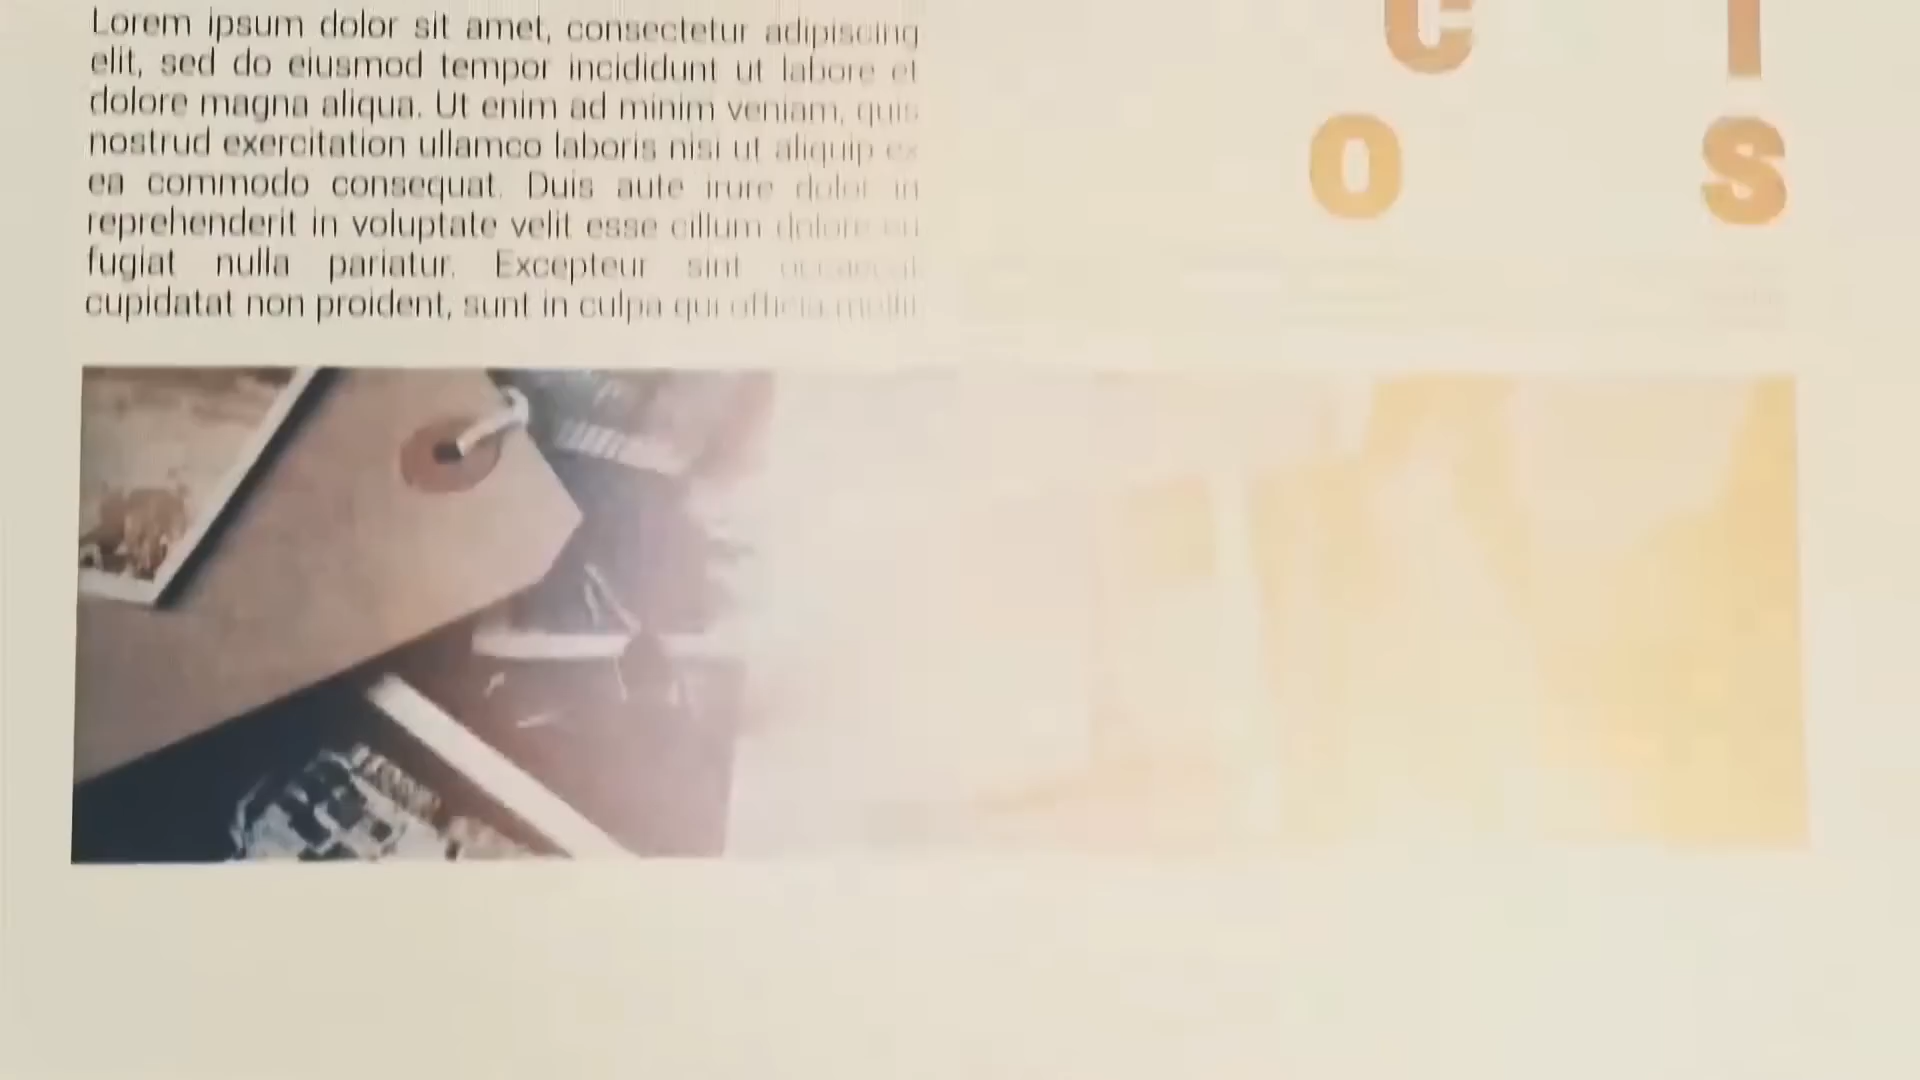 Lorem ipsum dolor sit amet, consectetur adipiscing
elit, sed do eiusmod tempor incididunt ut labore et
dolore magna aliqua. Ut enim ad minim veniam, quis
nostrud exercitation ullamco laboris nisi ut aliquip ex
ea commodo consequat. Duis aute irure dolor in
reprehenderit in voluptate velit esse cillum dolore eu
fugiat nulla pariatur. Excepteur sint occaecat
cupidatat non proident, sunt in culpa qui officia mollit
C I
O S